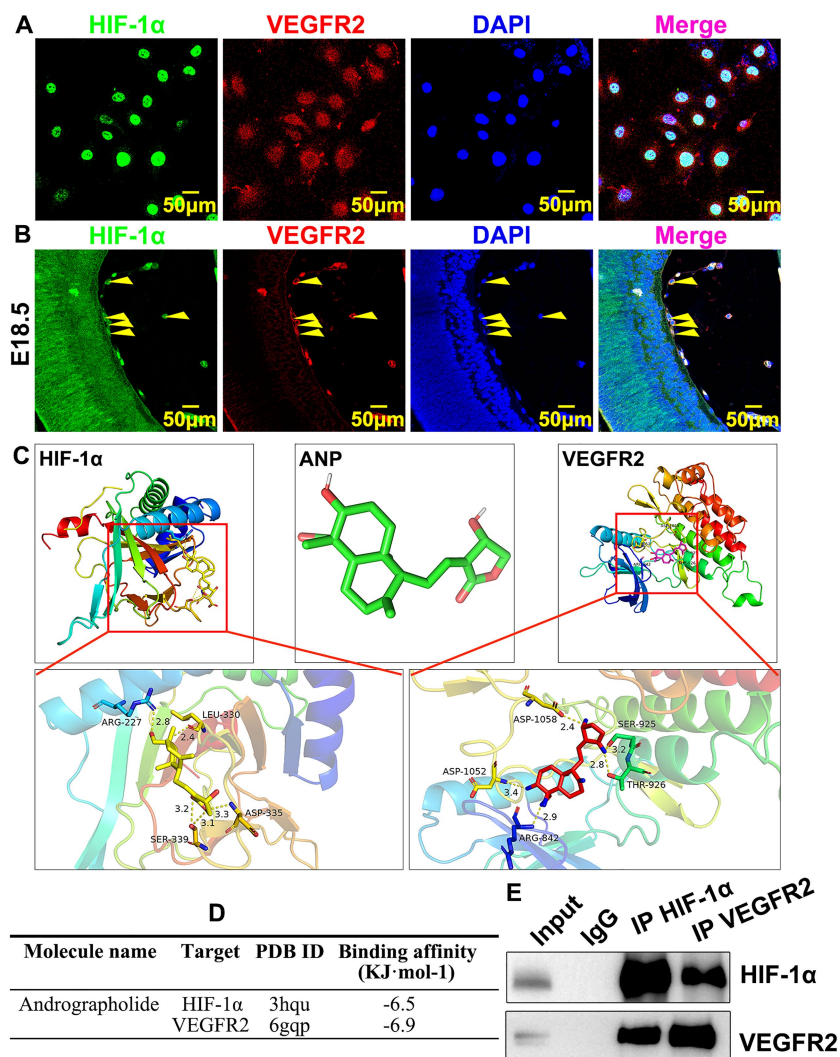 A
HIF-1α VEGFR2 DAPI Merge
50μm 50μm 50μm 50μm
B
HIF-1α VEGFR2 DAPI Merge
E18.5
50μm 50μm 50μm 50μm
C
HIF-1α ANP VEGFR2
ARG-227
2.8
LEU-330
2.4
3.2
3.3
3.1
ASP-335
SER-339
ASP-1058
2.4
SER-925
3.2
2.8
ASP-1052
3.4
THR-926
2.9
ARG-842
D
Molecule name Target PDB ID Binding affinity
(KJ·mol-1)
Andrographolide HIF-1α 3hqu -6.5
VEGFR2 6gqp -6.9
E
Input IgG IP HIF-1α IP VEGFR2
HIF-1α
VEGFR2